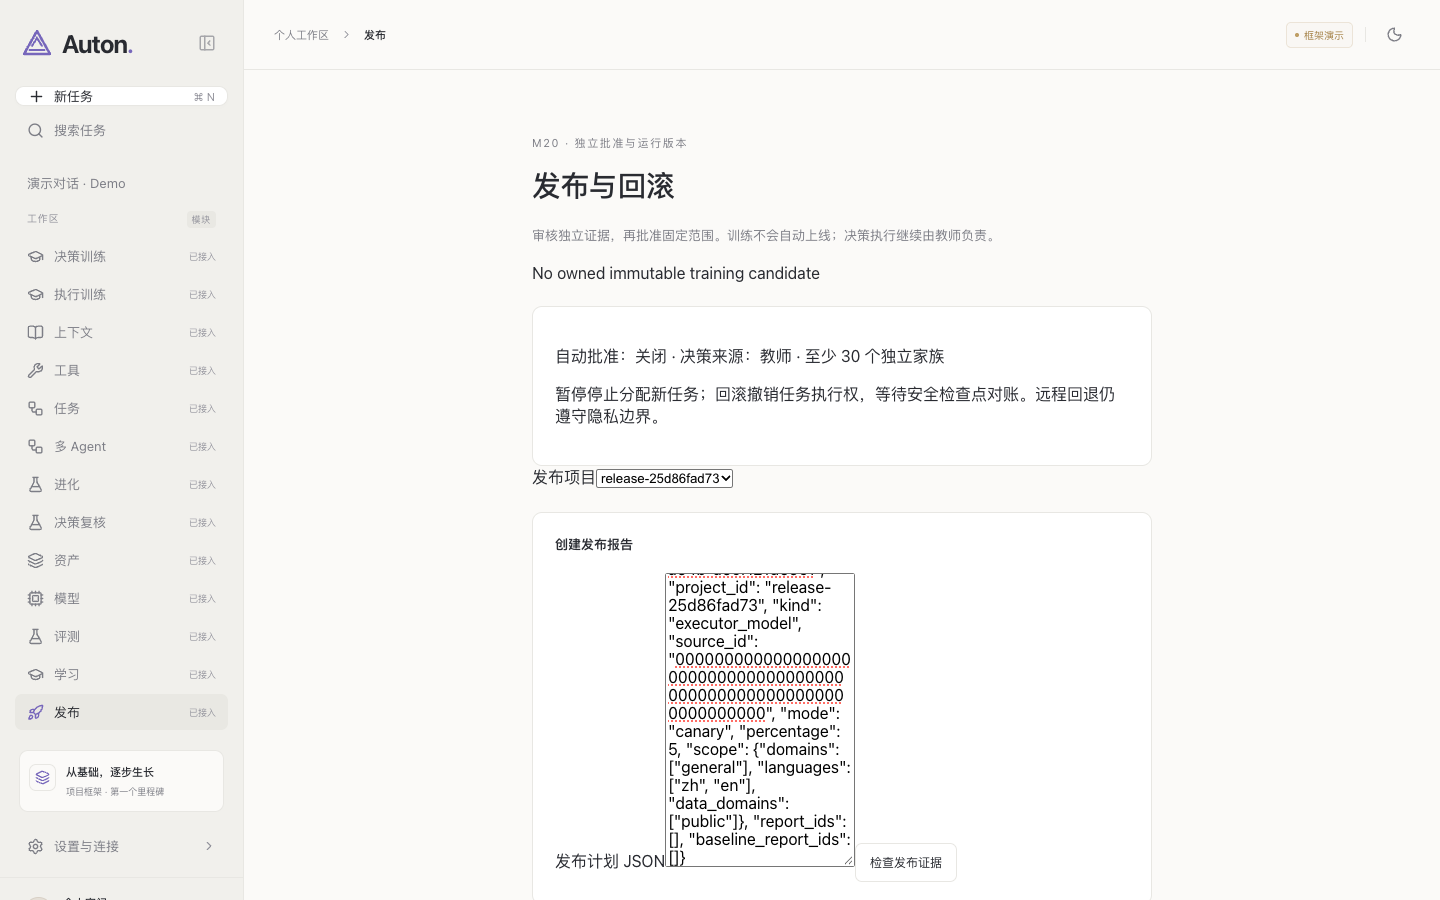 Auton.
新任务
⌘ N
搜索任务
演示对话 · Demo
工作区
模块
决策训练
已接入
执行训练
已接入
上下文
已接入
工具
已接入
任务
已接入
多 Agent
已接入
进化
已接入
决策复核
已接入
资产
已接入
模型
已接入
评测
已接入
学习
已接入
发布
已接入
从基础，逐步生长
项目框架 · 第一个里程碑
设置与连接
个人工作区
发布
框架演示
M20 · 独立批准与运行版本
发布与回滚
审核独立证据，再批准固定范围。训练不会自动上线；决策执行继续由教师负责。
No owned immutable training candidate
自动批准：关闭 · 决策来源：教师 · 至少 30 个独立家族
暂停停止分配新任务；回滚撤销任务执行权，等待安全检查点对账。远程回退仍
遵守隐私边界。
发布项目
release-25d86fad73
创建发布报告
"project_id": "release-
25d86fad73", "kind":
"executor_model",
"source_id":
"000000000000000000
000000000000000000
000000000000000000
0000000000", "mode":
"canary", "percentage":
5, "scope": {"domains":
["general"], "languages":
["zh", "en"],
"data_domains":
["public"]}, "report_ids":
[], "baseline_report_ids":
[]}
发布计划 JSON
检查发布证据